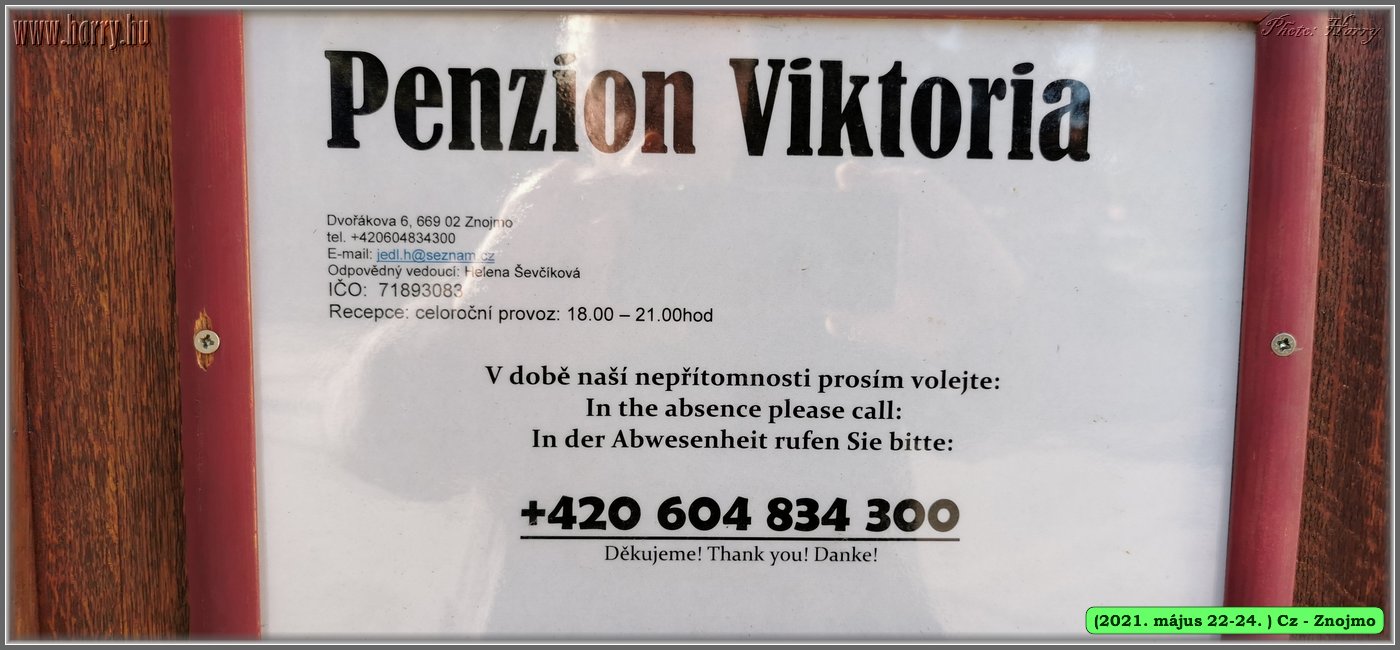 www.harry.hu
Photo: Harry
Penzion Viktoria
Dvořákova 6, 669 02 Znojmo
tel. +420604834300
E-mail: jedl.h@seznam.cz
Odpovědný vedoucí: Helena Ševčíková
IČO: 71893083
Recepce: celoroční provoz: 18.00 – 21.00hod
V době naší nepřítomnosti prosím volejte:
In the absence please call:
In der Abwesenheit rufen Sie bitte:
+420 604 834 300
Děkujeme! Thank you! Danke!
(2021. május 22-24. ) Cz - Znojmo